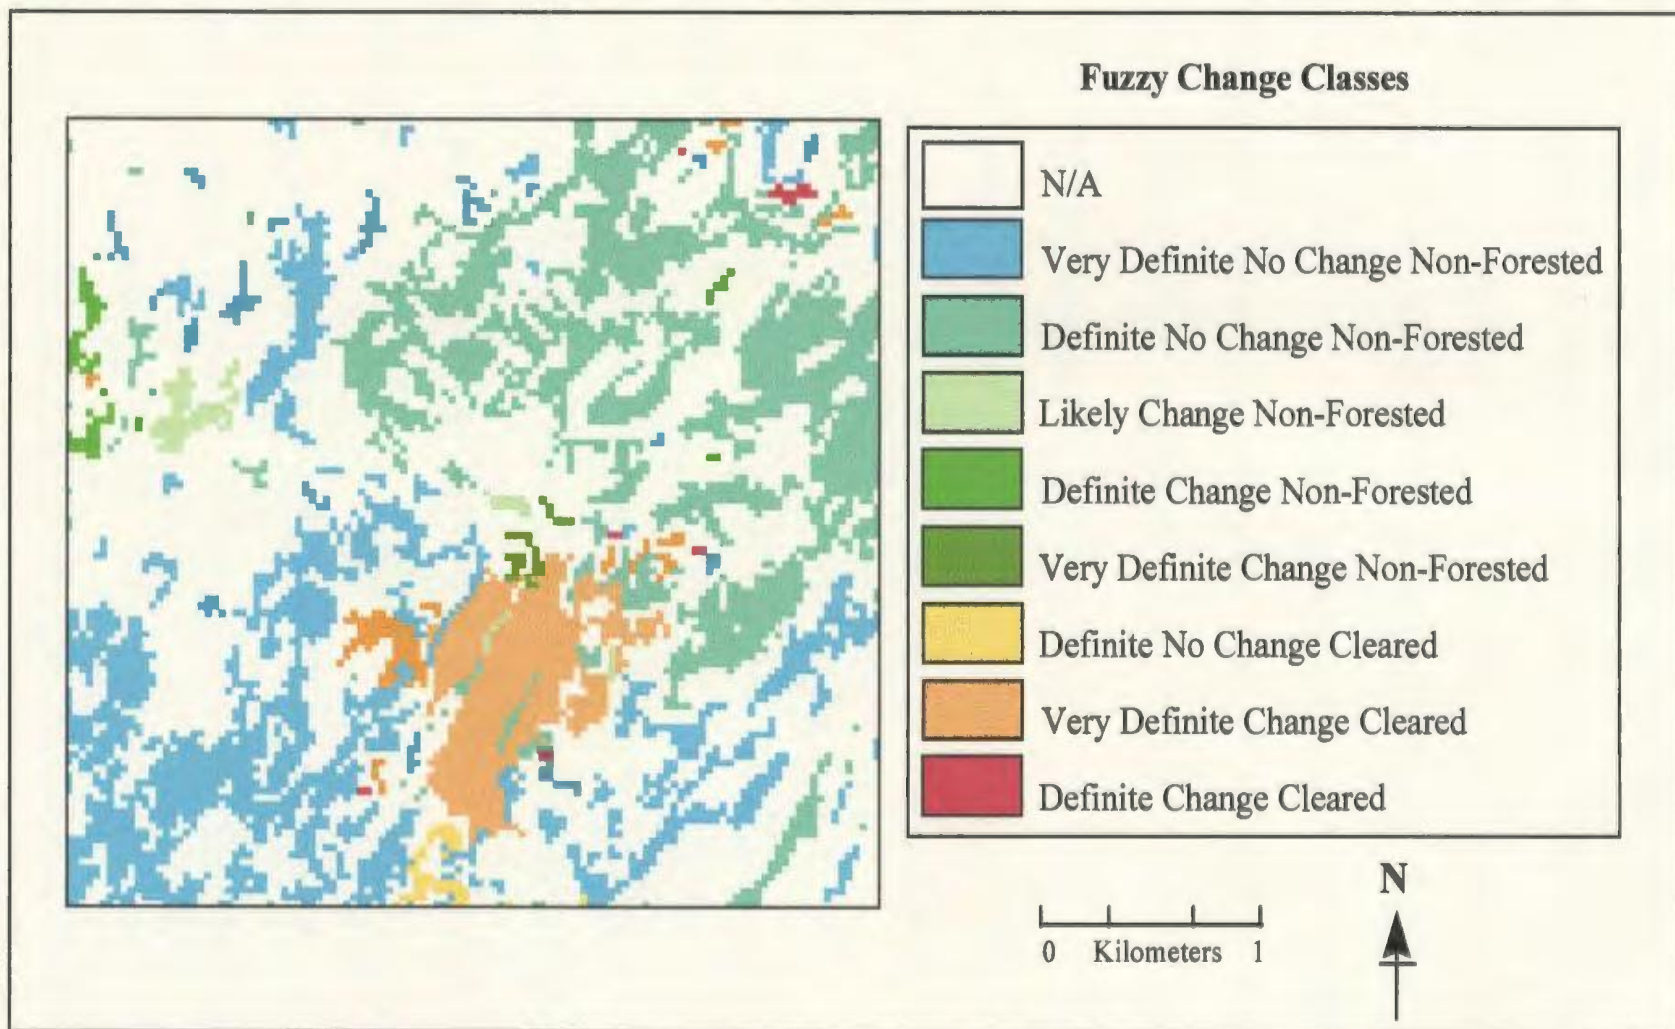 Fuzzy Change Classes
N/A
Very Definite No Change Non-Forested
Definite No Change Non-Forested
Likely Change Non-Forested
Definite Change Non-Forested
Very Definite Change Non-Forested
Definite No Change Cleared
Very Definite Change Cleared
Definite Change Cleared
N
0 Kilometers 1